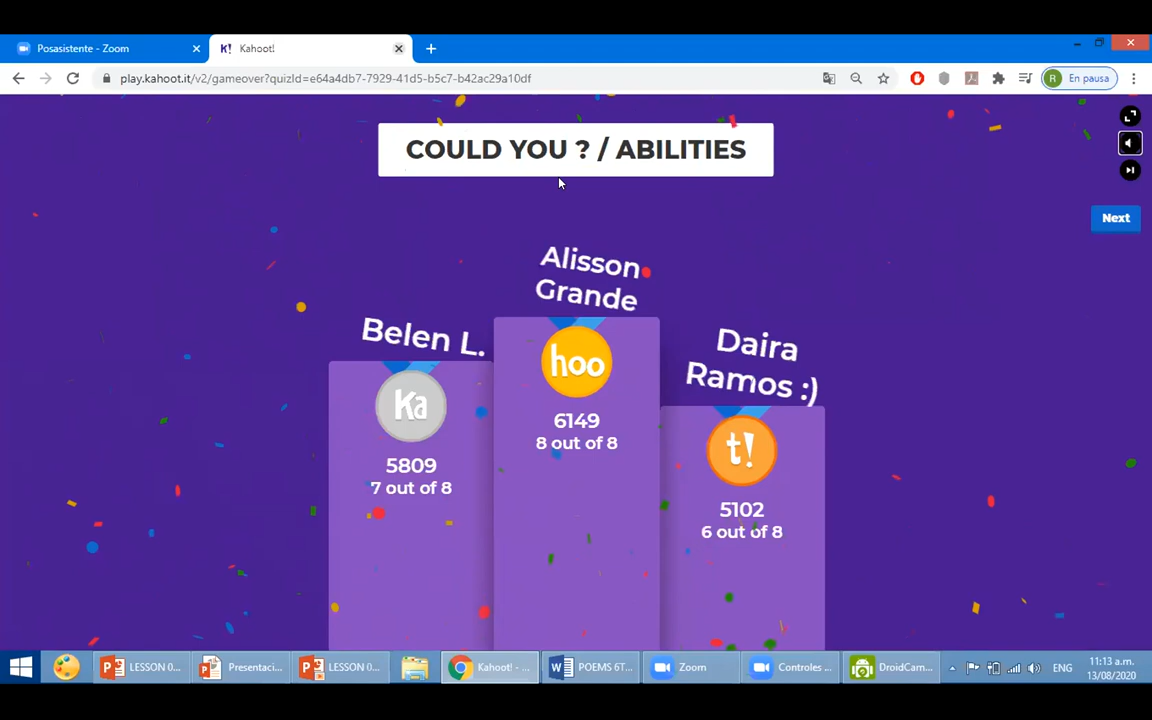 Posasistente - Zoom
K! Kahoot!
play.kahoot.it/v2/gameover?quizId=e64a4db7-7929-41d5-b5c7-b42ac29a10df
R En pausa
COULD YOU ? / ABILITIES
Next
Alisson
Grande
Belen L.
Daira
Ramos :)
hoo
6149
8 out of 8
Ka
5809
7 out of 8
t!
5102
6 out of 8
LESSON 0...
Presentaci...
LESSON 0...
Kahoot! - ...
POEMS 6T...
Zoom
Controles ...
DroidCam...
ENG
11:13 a.m.
13/08/2020